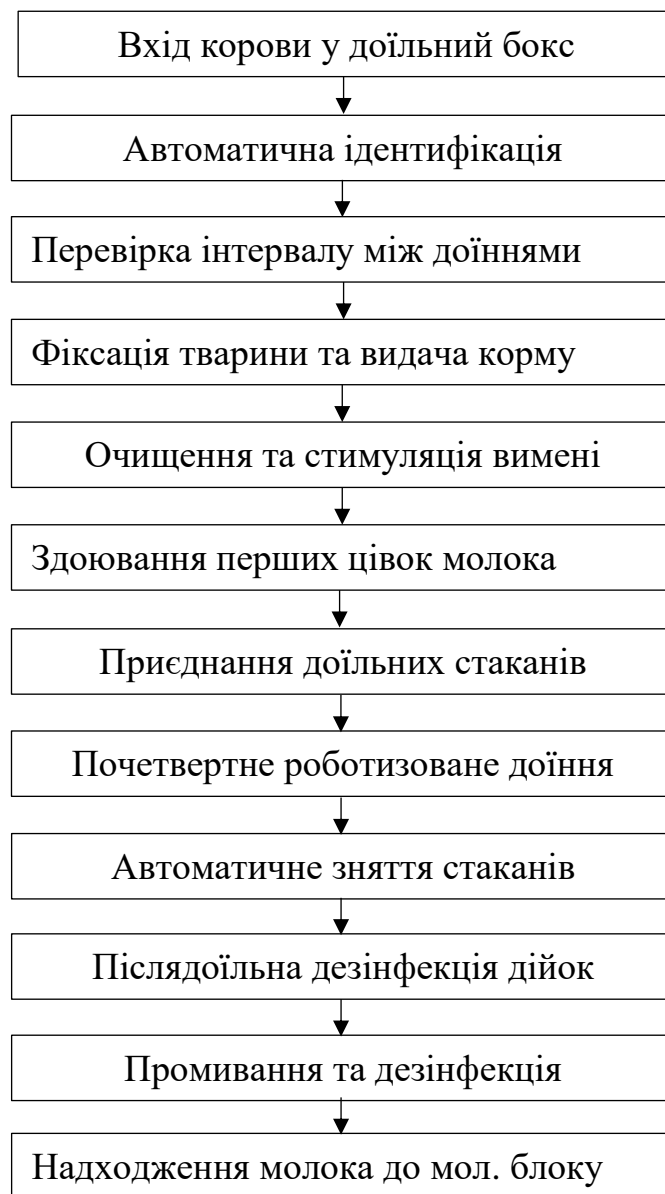 Вхід корови у доїльний бокс
Автоматична ідентифікація
Перевірка інтервалу між доїннями
Фіксація тварини та видача корму
Очищення та стимуляція вимені
Здоювання перших цівок молока
Приєднання доїльних стаканів
Почетвертне роботизоване доїння
Автоматичне зняття стаканів
Післядоїльна дезінфекція дійок
Промивання та дезінфекція
Надходження молока до мол. блоку